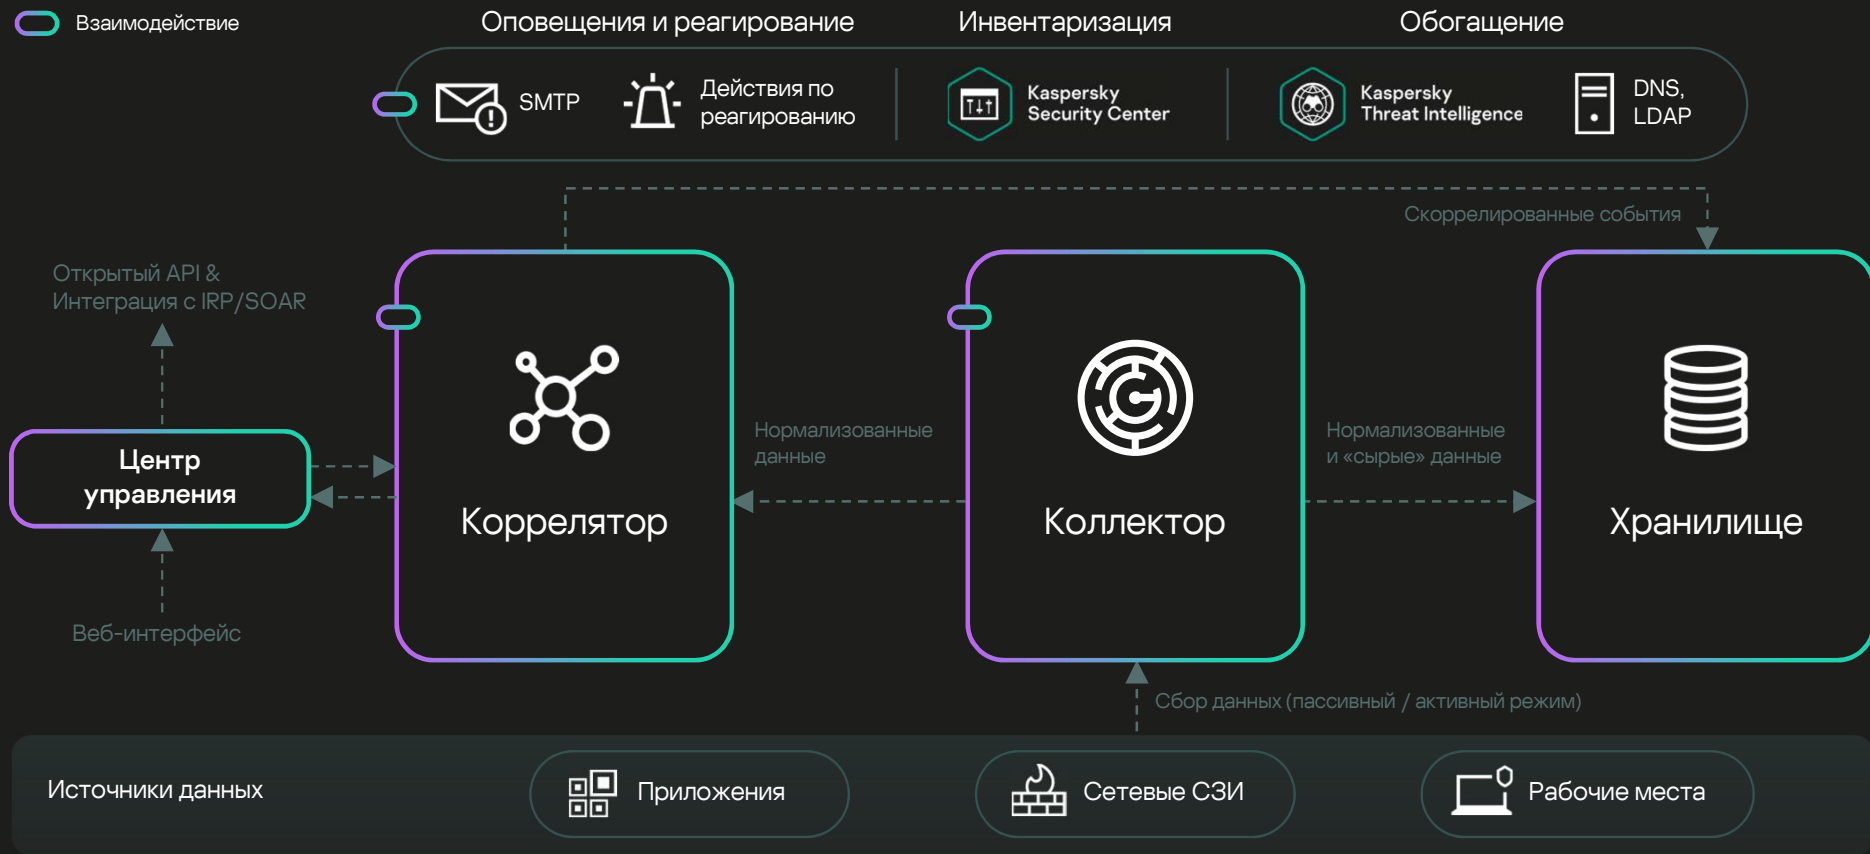 Взаимодействие
Оповещения и реагирование
Инвентаризация
Обогащение
SMTP
Действия по
реагированию
Kaspersky
Security Center
Kaspersky
Threat Intelligence
DNS,
LDAP
Скоррелированные события
Открытый API &
Интеграция с IRP/SOAR
Центр
управления
Веб-интерфейс
Коррелятор
Нормализованные
данные
Коллектор
Нормализованные
и «сырые» данные
Хранилище
Сбор данных (пассивный / активный режим)
Источники данных
Приложения
Сетевые СЗИ
Рабочие места